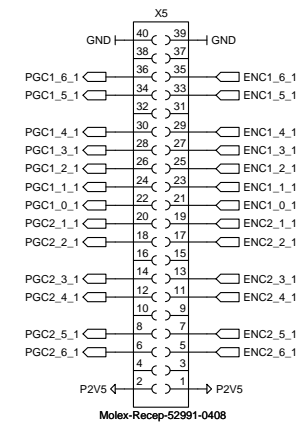 X5
GND 40 39 GND
38 37
PGC1_6_1 36 35 ENC1_6_1
PGC1_5_1 34 33 ENC1_5_1
32 31
PGC1_4_1 30 29 ENC1_4_1
PGC1_3_1 28 27 ENC1_3_1
PGC1_2_1 26 25 ENC1_2_1
PGC1_1_1 24 23 ENC1_1_1
PGC1_0_1 22 21 ENC1_0_1
PGC2_1_1 20 19 ENC2_1_1
PGC2_2_1 18 17 ENC2_2_1
16 15
PGC2_3_1 14 13 ENC2_3_1
PGC2_4_1 12 11 ENC2_4_1
10 9
PGC2_5_1 8 7 ENC2_5_1
PGC2_6_1 6 5 ENC2_6_1
4 3
P2V5 2 1 P2V5
Molex-Recep-52991-0408